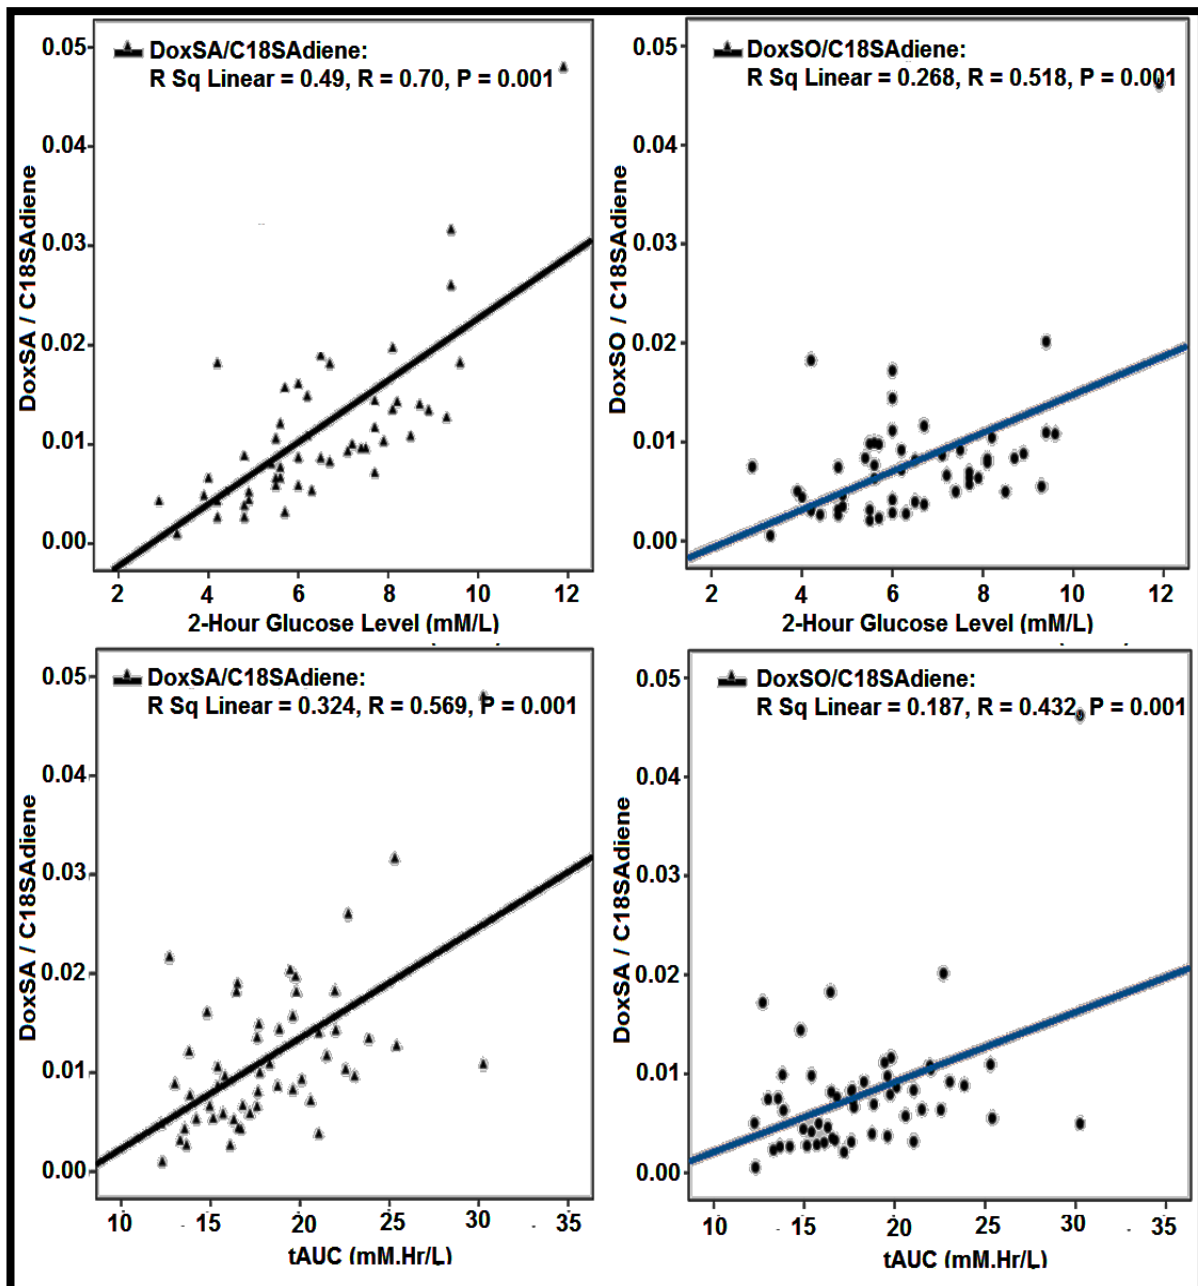 DoxSA/C18SAdiene:
R Sq Linear = 0.49, R = 0.70, P = 0.001
0.05
0.04
0.03
0.02
0.01
0.00
DoxSA / C18SAdiene
2 4 6 8 10 12
2-Hour Glucose Level (mM/L)
DoxSO/C18SAdiene:
R Sq Linear = 0.268, R = 0.518, P = 0.001
0.05
0.04
0.03
0.02
0.01
0.00
DoxSO / C18SAdiene
2 4 6 8 10 12
2-Hour Glucose Level (mM/L)
DoxSA/C18SAdiene:
R Sq Linear = 0.324, R = 0.569, P = 0.001
0.05
0.04
0.03
0.02
0.01
0.00
DoxSA / C18SAdiene
10 15 20 25 30 35
tAUC (mM.Hr/L)
DoxSO/C18SAdiene:
R Sq Linear = 0.187, R = 0.432, P = 0.001
0.05
0.04
0.03
0.02
0.01
0.00
DoxSA / C18SAdiene
10 15 20 25 30 35
tAUC (mM.Hr/L)